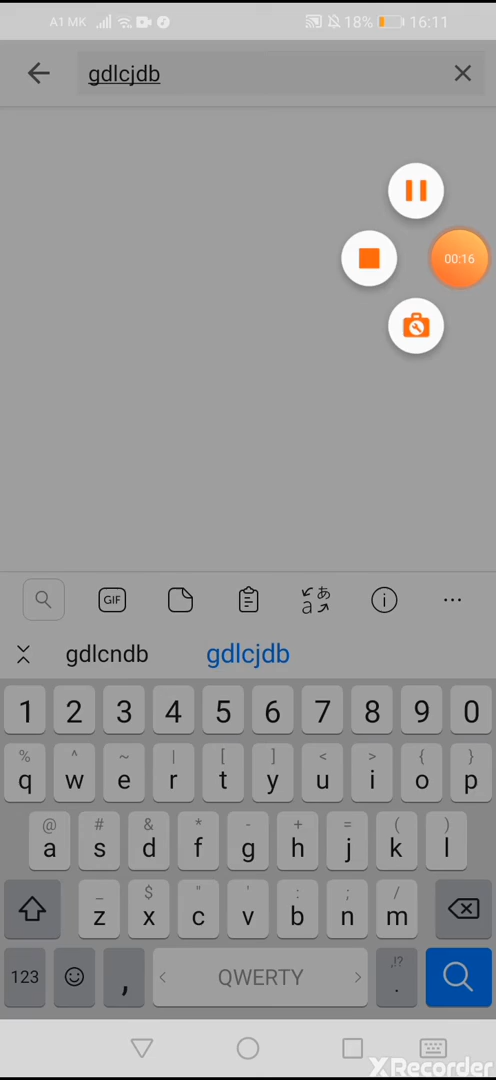 A1 MK 18% 16:11
gdlcjdb
00:16
GIF
あ
a
gdlcndb gdlcjdb
1 2 3 4 5 6 7 8 9 0
% ^ ~ | [ ] < > { }
q w e r t y u i o p
@ # & * - + = ( )
a s d f g h j k l
_ $ " ' : ; /
z x c v b n m
,!?
123 , < QWERTY > .
XRecorder